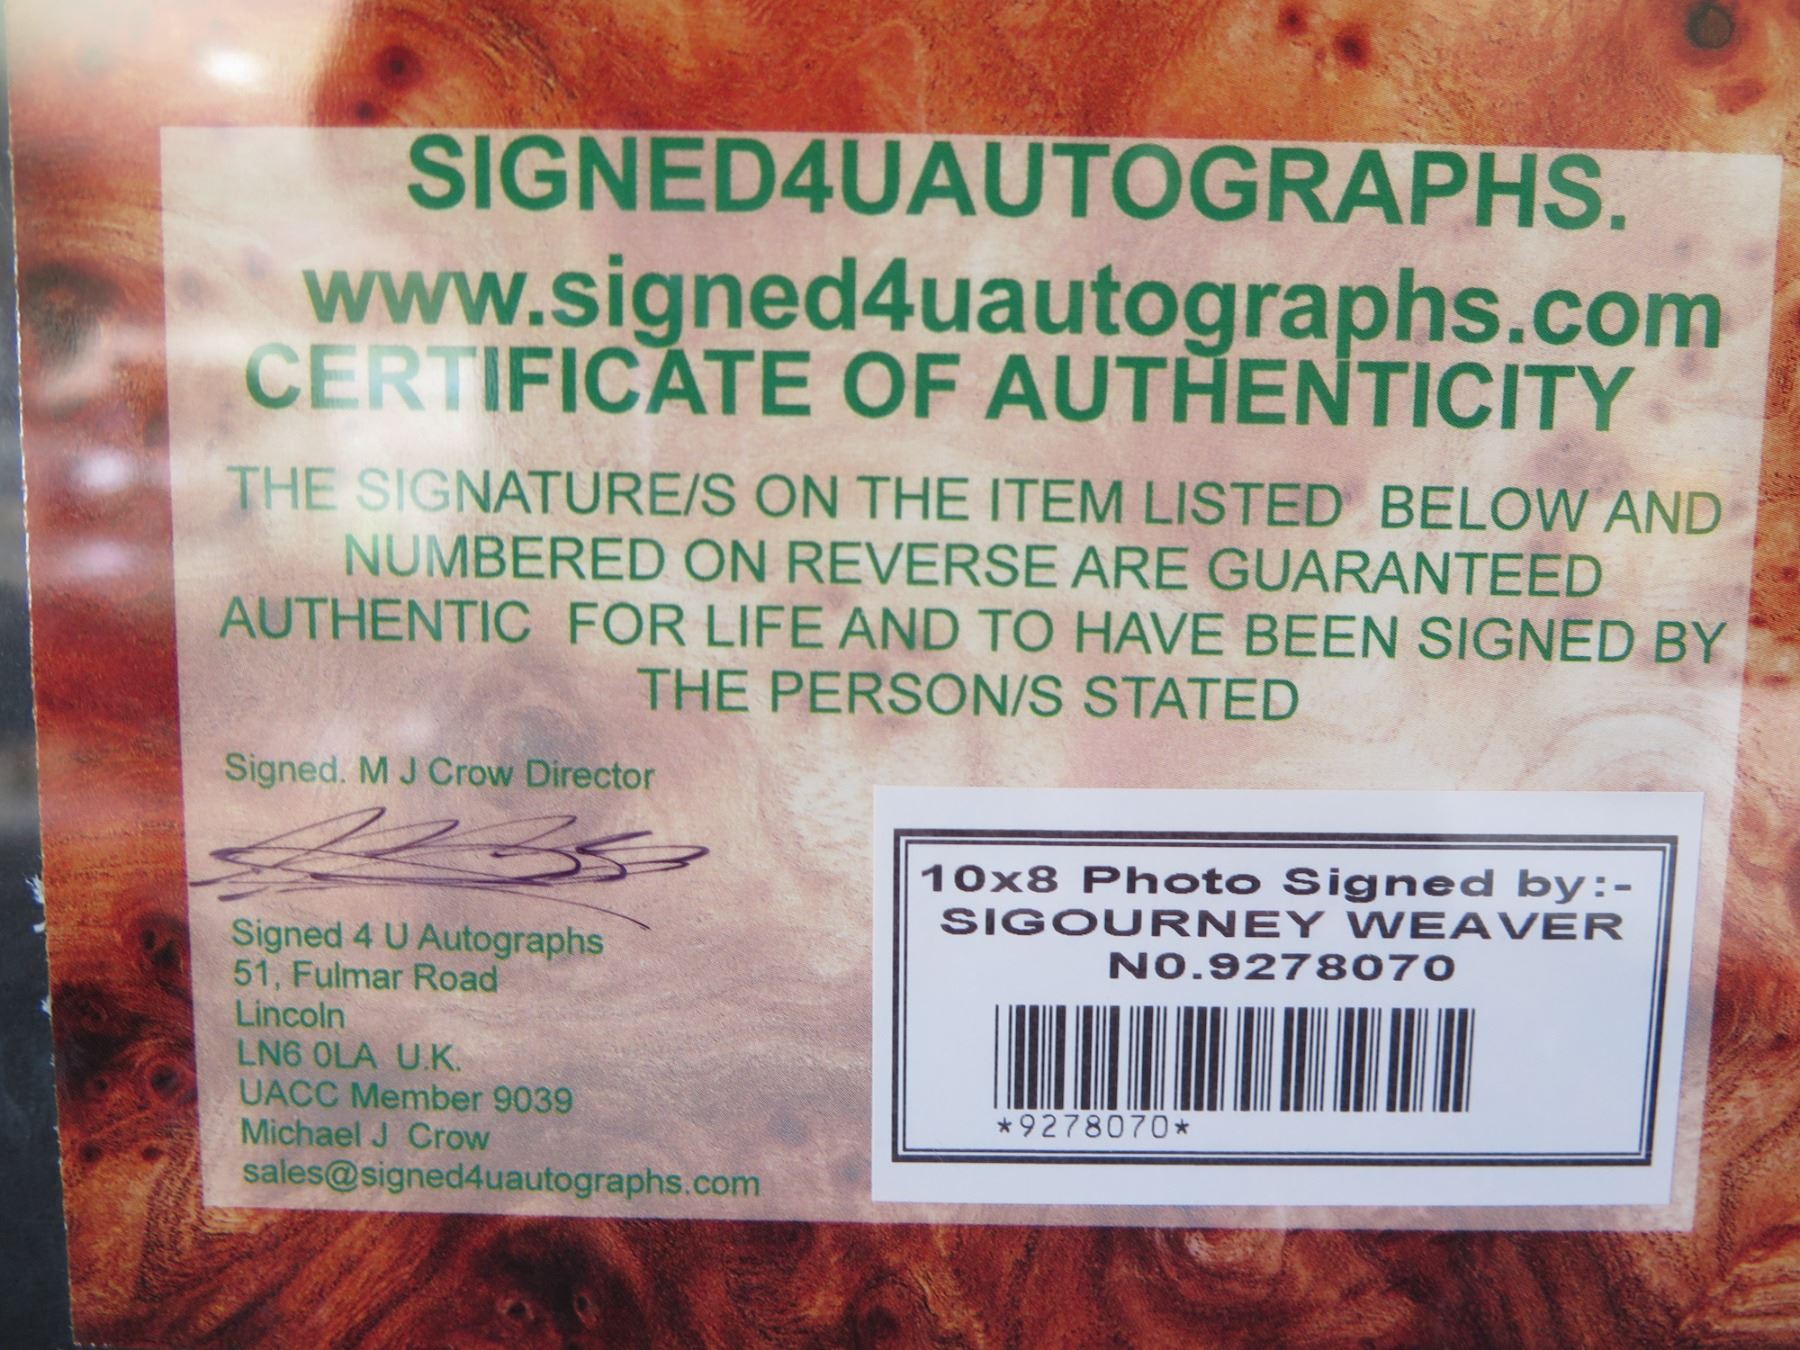 SIGNED4UAUTOGRAPHS.
www.signed4uautographs.com
CERTIFICATE OF AUTHENTICITY
THE SIGNATURE/S ON THE ITEM LISTED BELOW AND
NUMBERED ON REVERSE ARE GUARANTEED
AUTHENTIC FOR LIFE AND TO HAVE BEEN SIGNED BY
THE PERSON/S STATED
Signed. M J Crow Director
Signed 4 U Autographs
51, Fulmar Road
Lincoln
LN6 0LA U.K.
UACC Member 9039
Michael J Crow
sales@signed4uautographs.com
10x8 Photo Signed by:-
SIGOURNEY WEAVER
N0.9278070
*9278070*